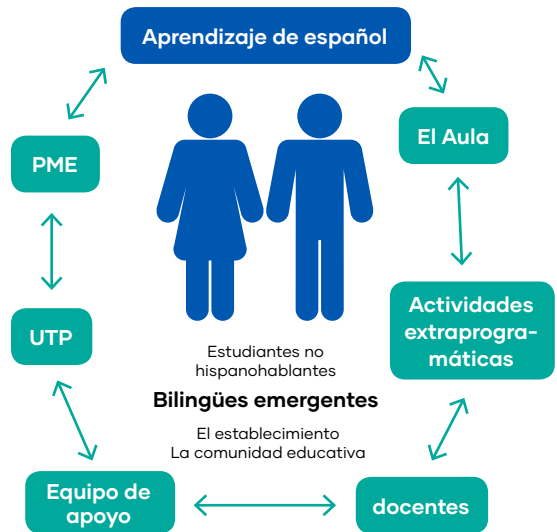 Aprendizaje de español
El Aula
PME
Actividades
extraprogra-
máticas
UTP
Estudiantes no
hispanohablantes
Bilingües emergentes
El establecimiento
La comunidad educativa
Equipo de
apoyo
docentes